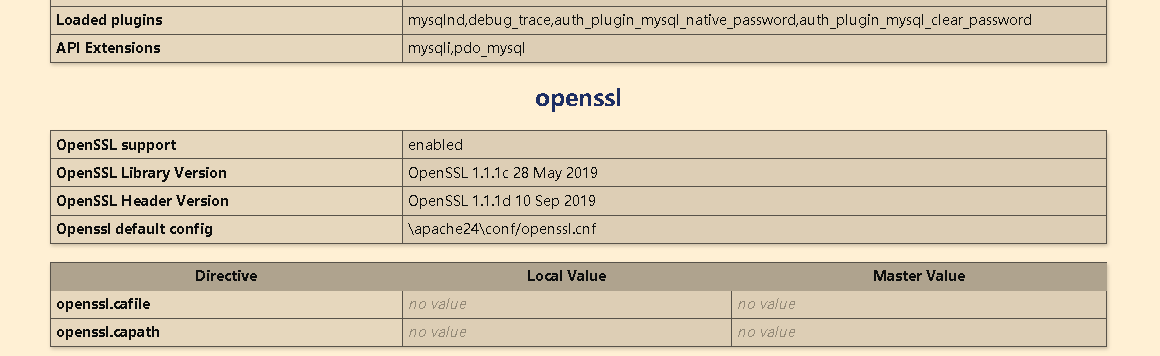 Loaded plugins mysqlnd,debug_trace,auth_plugin_mysql_native_password,auth_plugin_mysql_clear_password
API Extensions mysqli,pdo_mysql
openssl
OpenSSL support enabled
OpenSSL Library Version OpenSSL 1.1.1c 28 May 2019
OpenSSL Header Version OpenSSL 1.1.1d 10 Sep 2019
Openssl default config \apache24\conf/openssl.cnf
Directive Local Value Master Value
openssl.cafile no value no value
openssl.capath no value no value